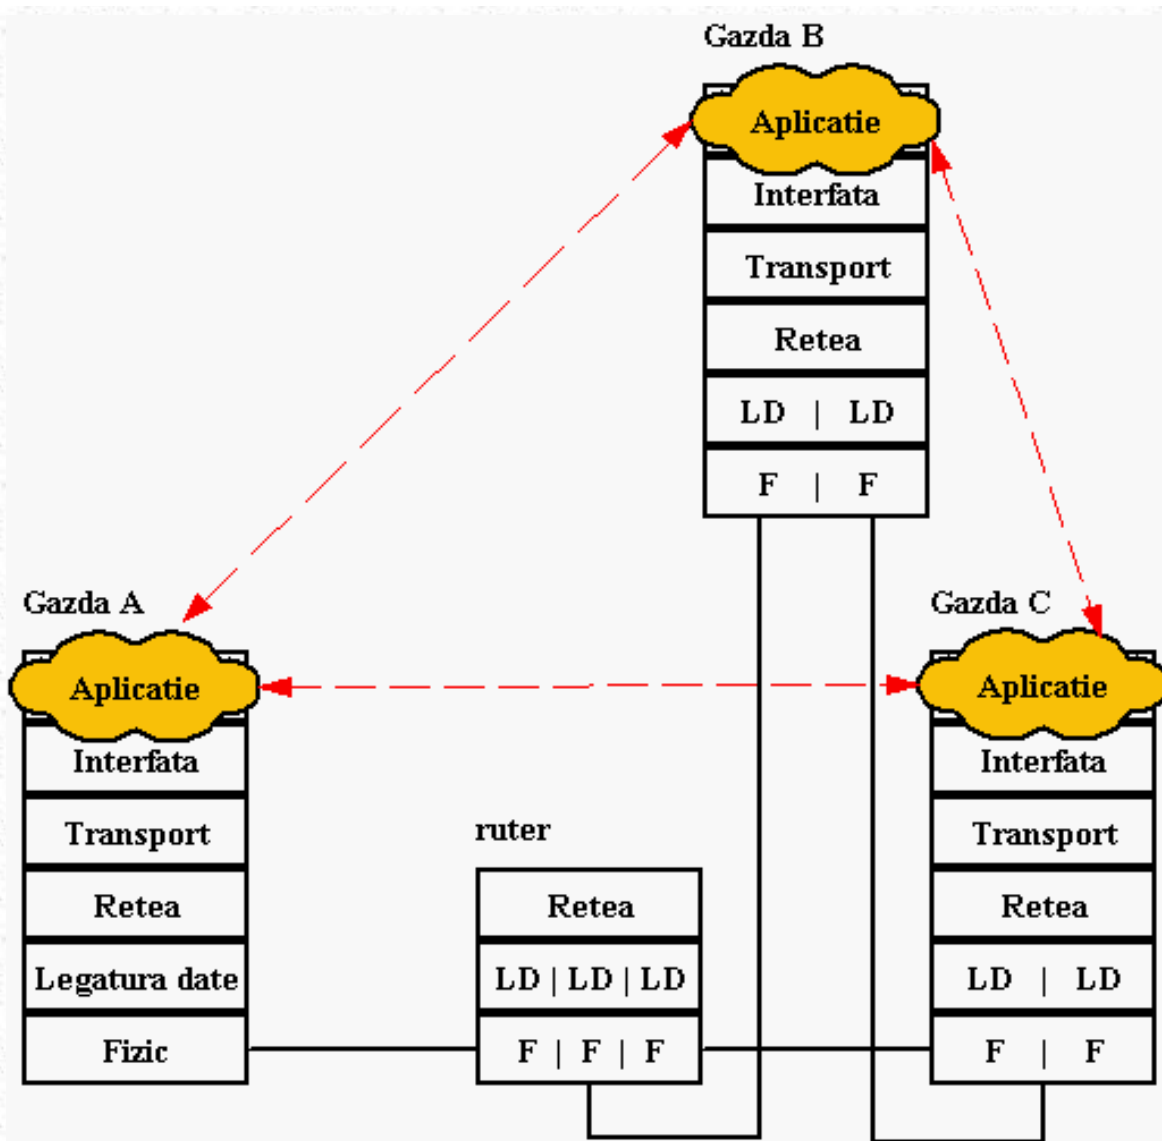 Gazda B
Aplicatie
Interfata
Transport
Retea
LD | LD
F | F
Gazda A
Aplicatie
Interfata
Transport
Retea
Legatura date
Fizic
ruter
Retea
LD | LD | LD
F | F | F
Gazda C
Aplicatie
Interfata
Transport
Retea
LD | LD
F | F